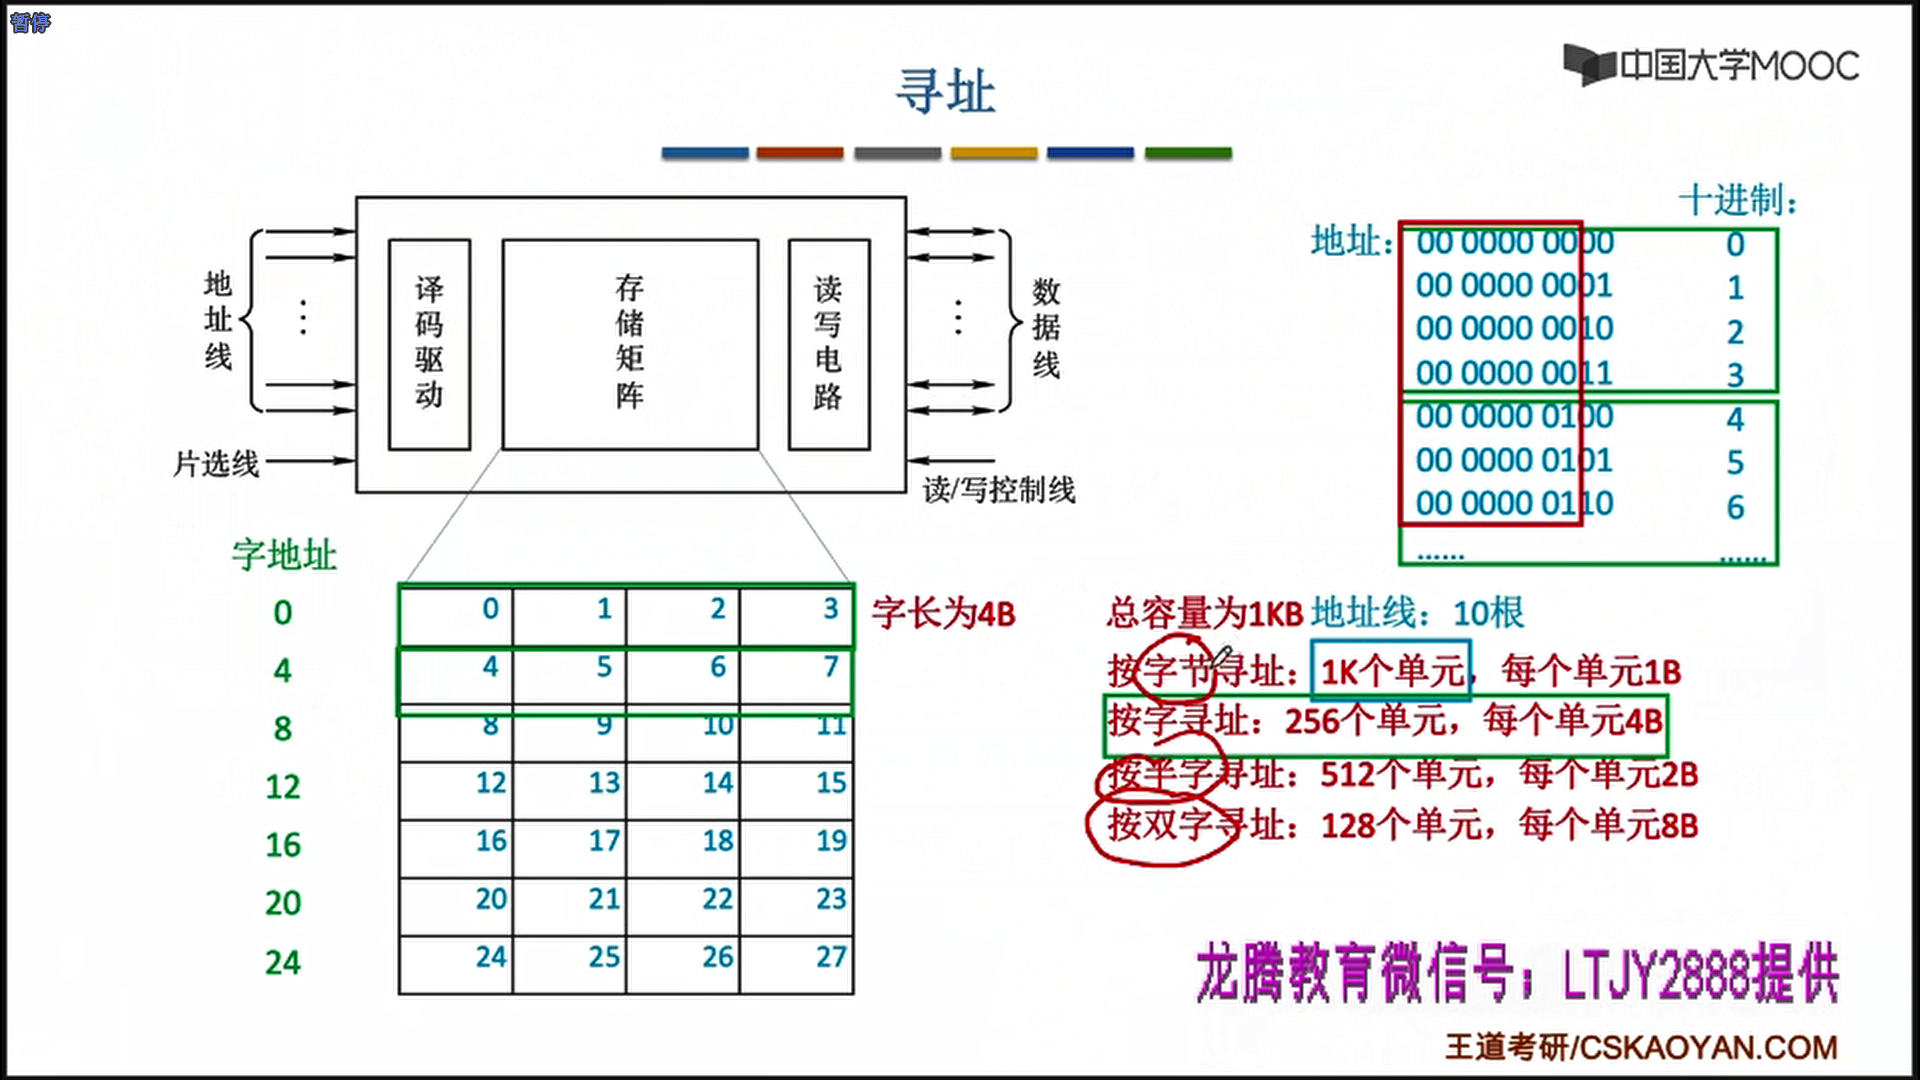 暂停
中国大学MOOC
寻址
十进制：
地址：
00 0000 0000 0
00 0000 0001 1
00 0000 0010 2
00 0000 0011 3
00 0000 0100 4
00 0000 0101 5
00 0000 0110 6
...... ......
地址线
译码驱动
存储矩阵
读写电路
数据线
片选线
读/写控制线
字地址
0 0 1 2 3
4 4 5 6 7
8 8 9 10 11
12 12 13 14 15
16 16 17 18 19
20 20 21 22 23
24 24 25 26 27
字长为4B
总容量为1KB 地址线：10根
按字节寻址：1K个单元，每个单元1B
按字寻址：256个单元，每个单元4B
按半字寻址：512个单元，每个单元2B
按双字寻址：128个单元，每个单元8B
龙腾教育微信号：LTJY2888提供
王道考研/CSKAOYAN.COM